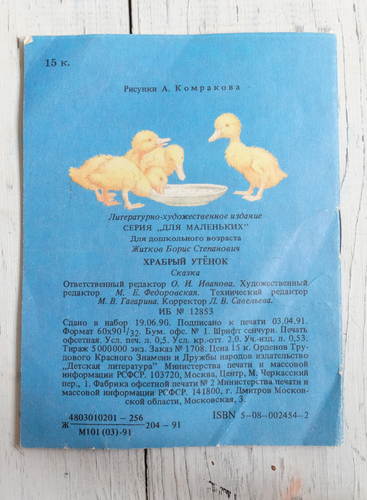 15 к.
Рисунки А. Комракова
Литературно-художественное издание
СЕРИЯ „ДЛЯ МАЛЕНЬКИХ"
Для дошкольного возраста
Житков Борис Степанович
ХРАБРЫЙ УТЁНОК
Сказка
Ответственный редактор О. И. Иванова. Художественный
редактор М. Е. Федоровская. Технический редактор
М. В. Гагарина. Корректор Л. В. Савельева.
ИБ № 12853
Сдано в набор 19.06.90. Подписано к печати 03.04.91.
Формат 60х90¹/32. Бум. офс. № 1. Шрифт сенчури. Печать
офсетная. Усл. печ. л. 0,5. Усл. кр.-отт. 2,0. Уч.-изд. л. 0,53.
Тираж 5 000 000 экз. Заказ № 1708. Цена 15 к. Орденов Тру-
дового Красного Знамени и Дружбы народов издательство
„Детская литература" Министерства печати и массовой
информации РСФСР. 103720, Москва, Центр, М. Черкасский
пер., 1. Фабрика офсетной печати № 2 Министерства печати и
массовой информации РСФСР. 141800, г. Дмитров Москов-
ской области, Московская, 3.
Ж 4803010201—256 / М101(03)-91 204—91
ISBN 5—08—002454—2